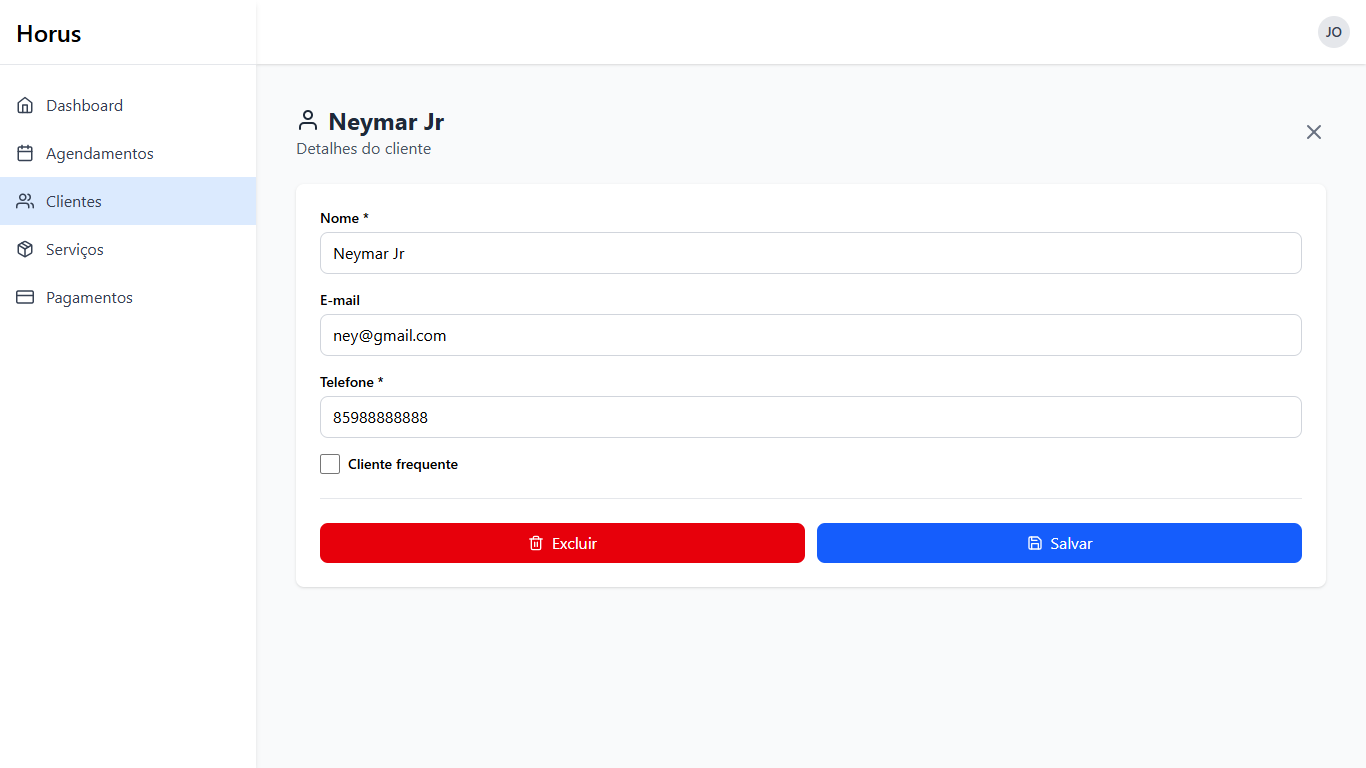 Horus
JO
Dashboard
Agendamentos
Clientes
Serviços
Pagamentos
Neymar Jr
Detalhes do cliente
Nome *
Neymar Jr
E-mail
ney@gmail.com
Telefone *
85988888888
Cliente frequente
Excluir
Salvar